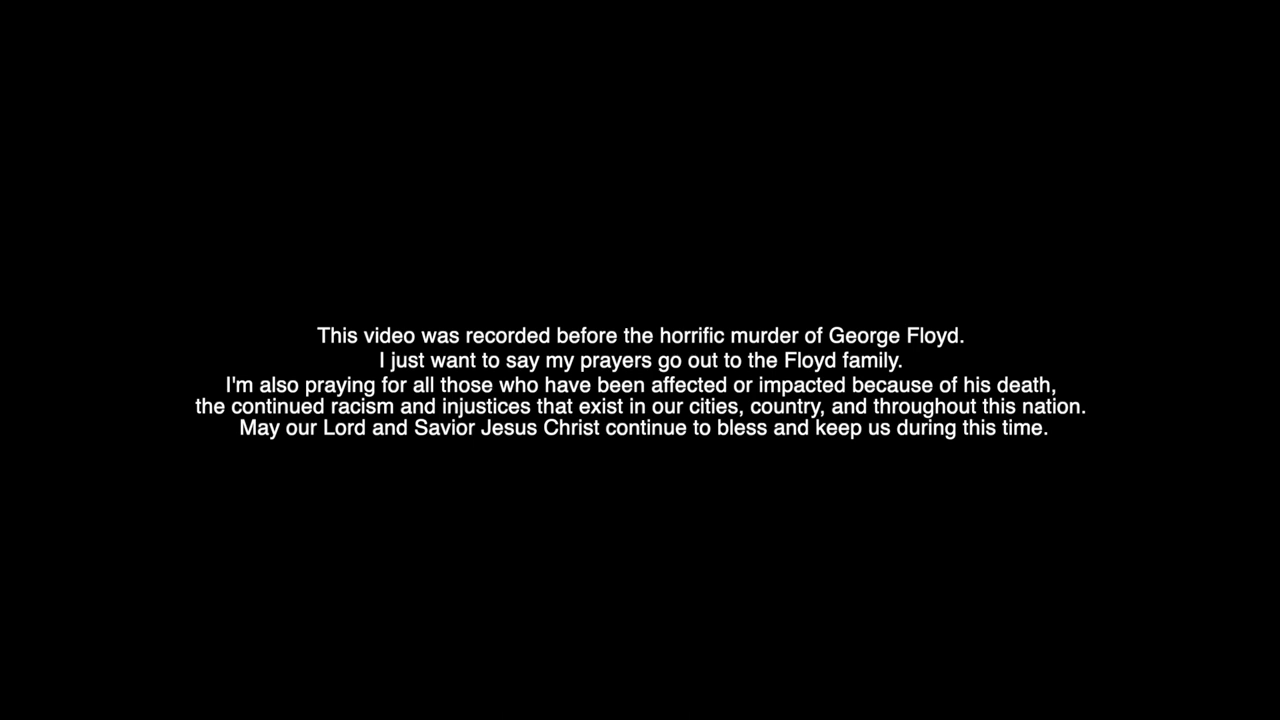 This video was recorded before the horrific murder of George Floyd.
I just want to say my prayers go out to the Floyd family.
I'm also praying for all those who have been affected or impacted because of his death,
the continued racism and injustices that exist in our cities, country, and throughout this nation.
May our Lord and Savior Jesus Christ continue to bless and keep us during this time.